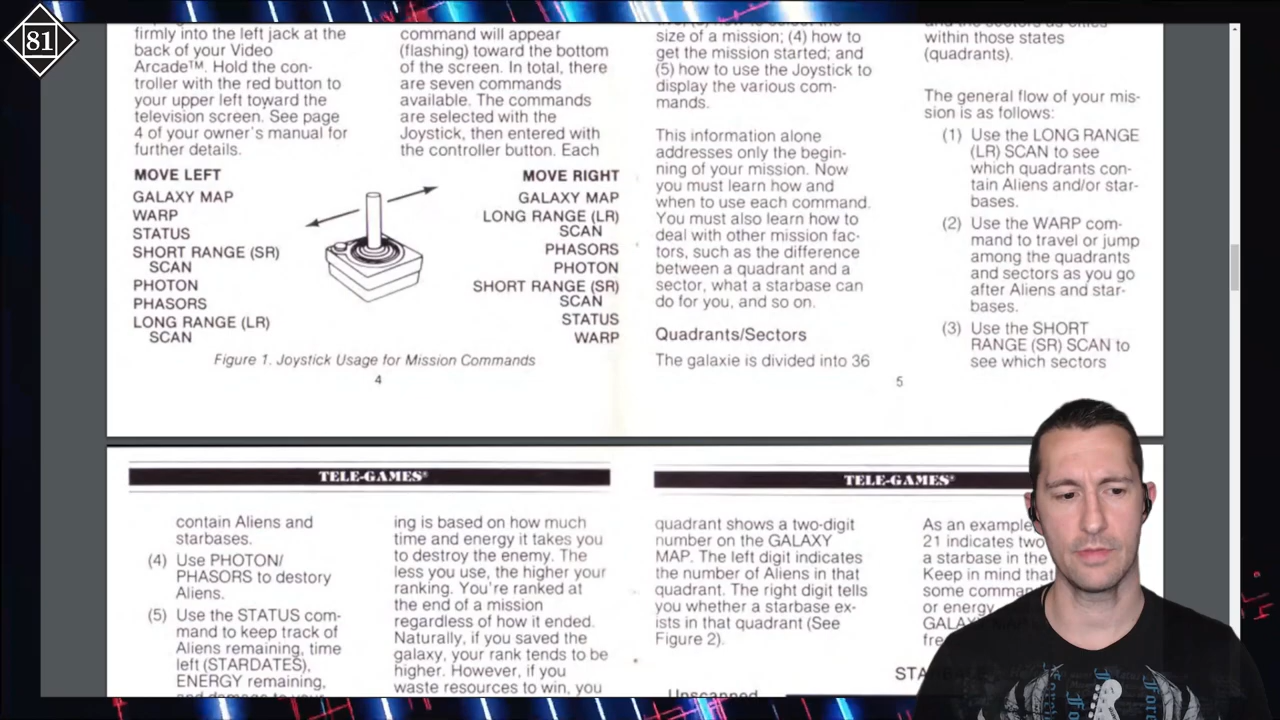 81
firmly into the left jack at the
back of your Video
Arcade™. Hold the con-
troller with the red button to
your upper left toward the
television screen. See page
4 of your owner's manual for
further details.
command will appear
(flashing) toward the bottom
of the screen. In total, there
are seven commands
available. The commands
are selected with the
Joystick, then entered with
the controller button. Each
MOVE LEFT
GALAXY MAP
WARP
STATUS
SHORT RANGE (SR)
SCAN
PHOTON
PHASORS
LONG RANGE (LR)
SCAN
MOVE RIGHT
GALAXY MAP
LONG RANGE (LR)
SCAN
PHASORS
PHOTON
SHORT RANGE (SR)
SCAN
STATUS
WARP
Figure 1. Joystick Usage for Mission Commands
4
size of a mission; (4) how to
get the mission started; and
(5) how to use the Joystick to
display the various com-
mands.
This information alone
addresses only the begin-
ning of your mission. Now
you must learn how and
when to use each command.
You must also learn how to
deal with other mission fac-
tors, such as the difference
between a quadrant and a
sector, what a starbase can
do for you, and so on.
Quadrants/Sectors
The galaxie is divided into 36
and the sectors as cities
within those states
(quadrants).
The general flow of your mis-
sion is as follows:
(1) Use the LONG RANGE
(LR) SCAN to see
which quadrants con-
tain Aliens and/or star-
bases.
(2) Use the WARP com-
mand to travel or jump
among the quadrants
and sectors as you go
after Aliens and star-
bases.
(3) Use the SHORT
RANGE (SR) SCAN to
see which sectors
5
TELE-GAMES®
contain Aliens and
starbases.
(4) Use PHOTON/
PHASORS to destory
Aliens.
(5) Use the STATUS com-
mand to keep track of
Aliens remaining, time
left (STARDATES),
ENERGY remaining,
and damage to your
ing is based on how much
time and energy it takes you
to destroy the enemy. The
less you use, the higher your
ranking. You're ranked at
the end of a mission
regardless of how it ended.
Naturally, if you saved the
galaxy, your rank tends to be
higher. However, if you
waste resources to win, you
TELE-GAMES®
quadrant shows a two-digit
number on the GALAXY
MAP. The left digit indicates
the number of Aliens in that
quadrant. The right digit tells
you whether a starbase ex-
ists in that quadrant (See
Figure 2).
Unscanned
As an example
21 indicates two
a starbase in the
Keep in mind that
some comman
or energy